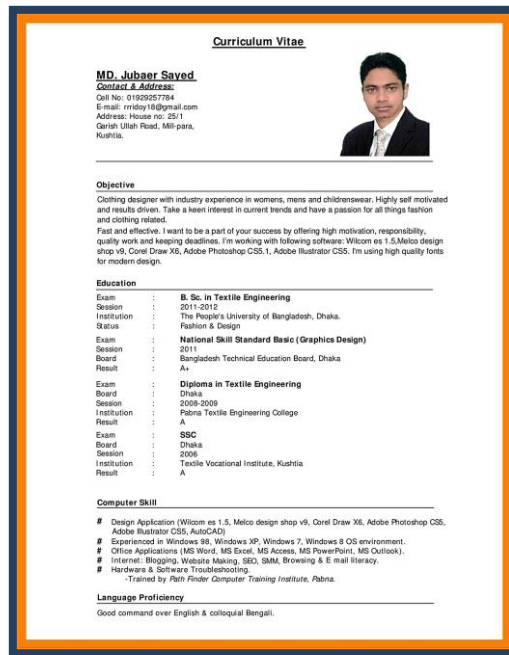 Curriculum Vitae
MD. Jubaer Sayed
Contact & Address:
Cell No: 01929257784
E-mail: rrridoy18@gmail.com
Address: House no: 25/1
Garish Ullah Road, Mill-para,
Kushtia.
Objective
Clothing designer with industry experience in womens, mens and childrenswear. Highly self motivated
and results driven. Take a keen interest in current trends and have a passion for all things fashion
and clothing related.
Fast and effective. I want to be a part of your success by offering high motivation, responsibility,
quality work and keeping deadlines. I'm working with following software: Wilcom es 1.5,Melco design
shop v9, Corel Draw X6, Adobe Photoshop CS5.1, Adobe Illustrator CS5. I'm using high quality fonts
for modern design.
Education
Exam : B. Sc. in Textile Engineering
Session : 2011-2012
Institution : The People's University of Bangladesh, Dhaka.
Status : Fashion & Design
Exam : National Skill Standard Basic (Graphics Design)
Session : 2011
Board : Bangladesh Technical Education Board, Dhaka
Result : A+
Exam : Diploma in Textile Engineering
Board : Dhaka
Session : 2008-2009
Institution : Pabna Textile Engineering College
Result : A
Exam : SSC
Board : Dhaka
Session : 2006
Institution : Textile Vocational Institute, Kushtia
Result : A
Computer Skill
# Design Application (Wilcom es 1.5, Melco design shop v9, Corel Draw X6, Adobe Photoshop CS5,
Adobe Illustrator CS5, AutoCAD)
# Experienced in Windows 98, Windows XP, Windows 7, Windows 8 OS environment.
# Office Applications (MS Word, MS Excel, MS Access, MS PowerPoint, MS Outlook).
# Internet: Blogging, Website Making, SEO, SMM, Browsing & E mail literacy.
# Hardware & Software Troubleshooting.
-Trained by Path Finder Computer Training Institute, Pabna.
Language Proficiency
Good command over English & colloquial Bengali.